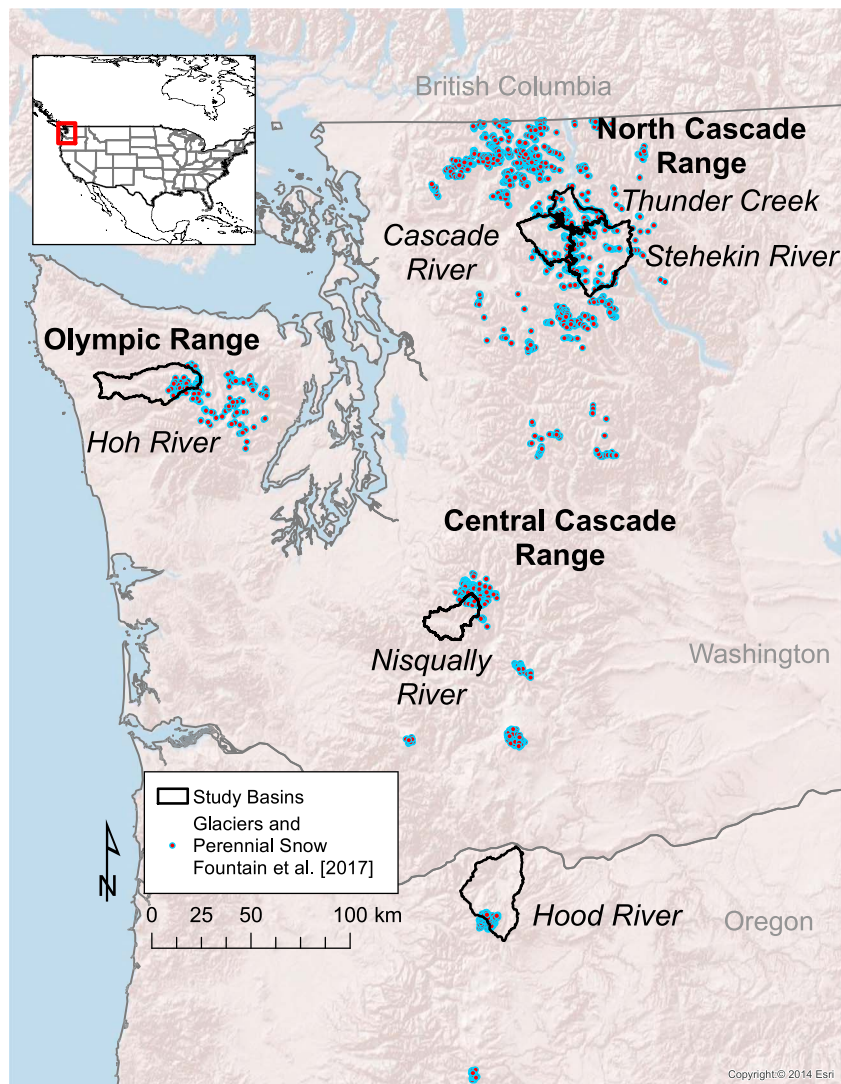 British Columbia
North Cascade
Range
Thunder Creek
Cascade
River
Stehekin River
Olympic Range
Hoh River
Central Cascade
Range
Nisqually
River
Washington
Study Basins
Glaciers and
Perennial Snow
Fountain et al. [2017]
N
0 25 50 100 km
Hood River
Oregon
Copyright:© 2014 Esri